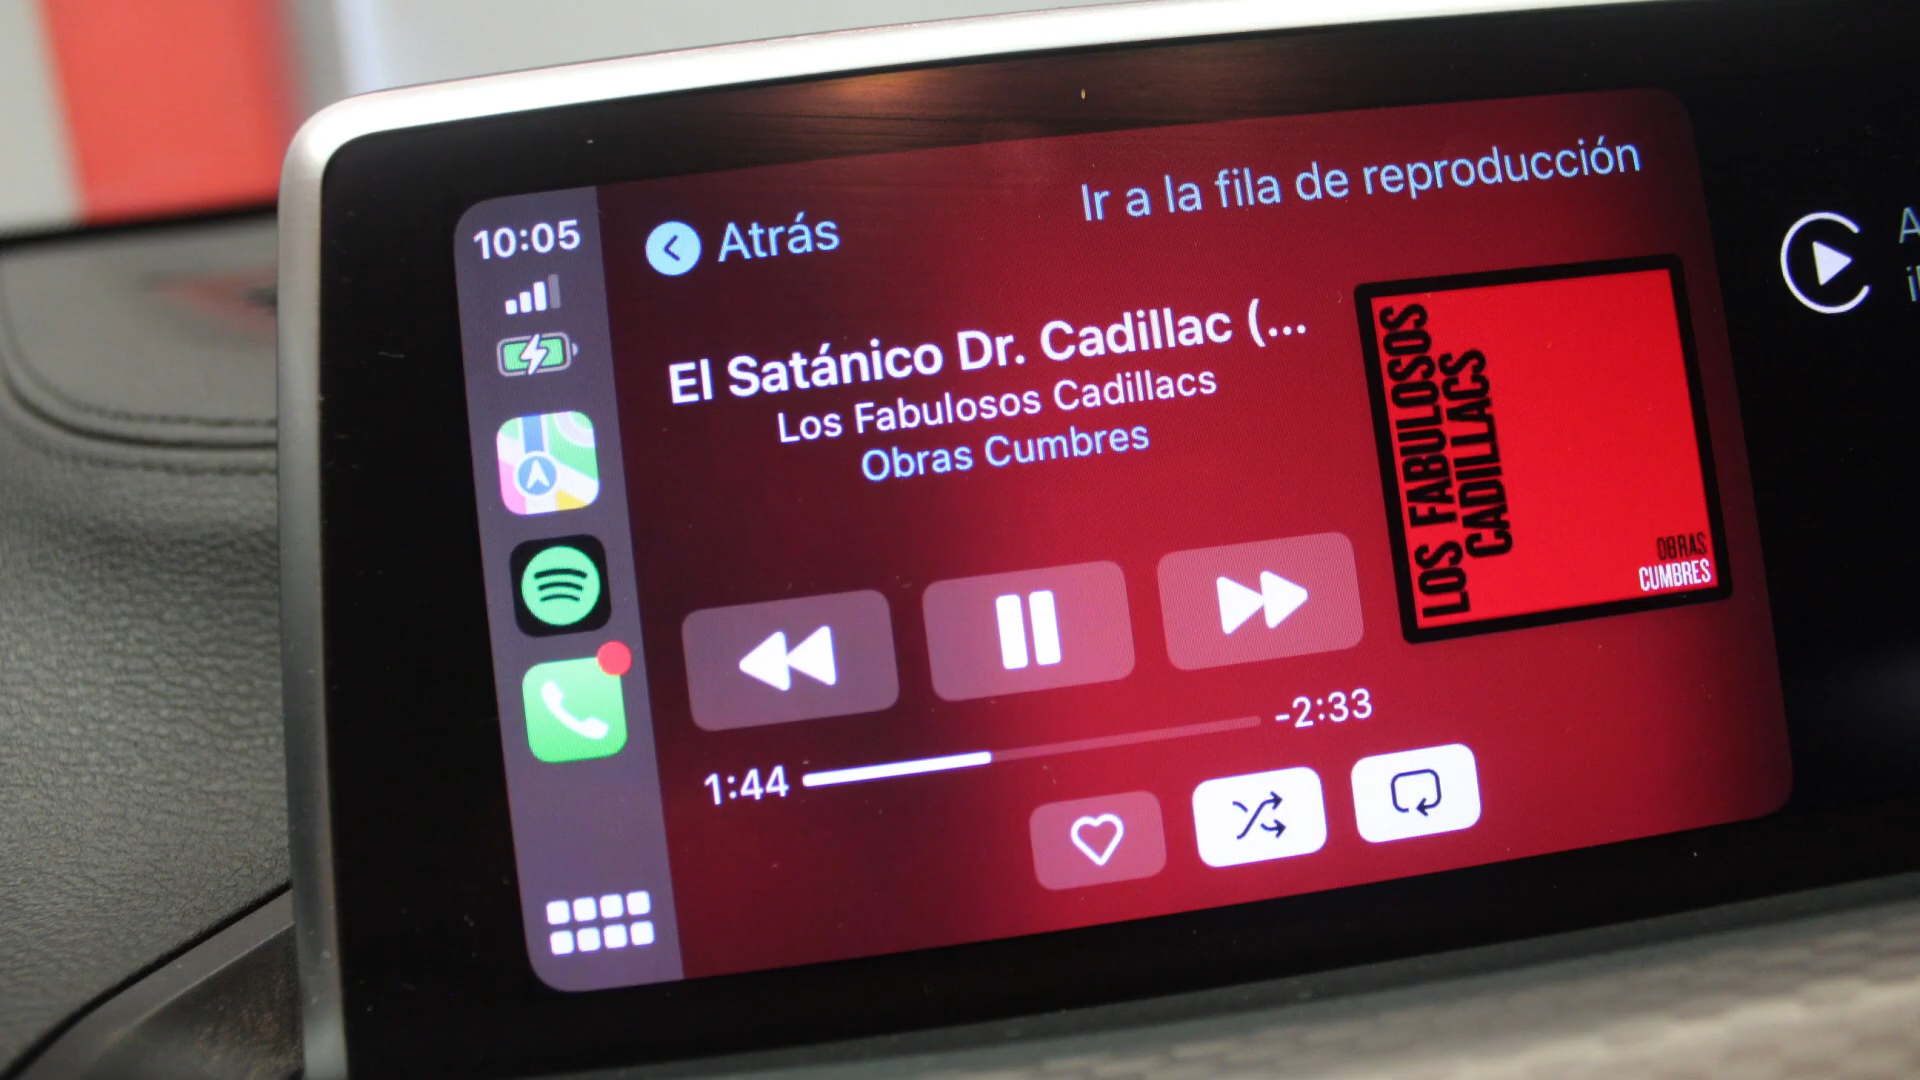 10:05
Atrás
Ir a la fila de reproducción
El Satánico Dr. Cadillac (...
Los Fabulosos Cadillacs
Obras Cumbres
LOS FABULOSOS
CADILLACS
OBRAS
CUMBRES
1:44
-2:33